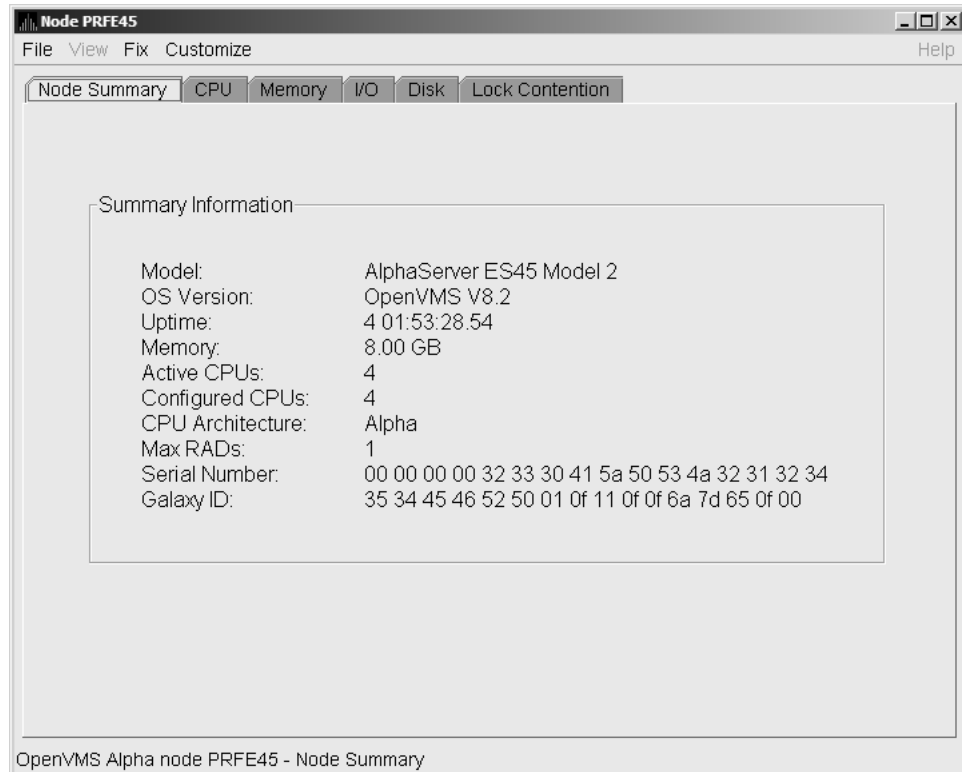 Node PRFE45
File View Fix Customize Help
Node Summary CPU Memory I/O Disk Lock Contention
Summary Information
Model: AlphaServer ES45 Model 2
OS Version: OpenVMS V8.2
Uptime: 4 01:53:28.54
Memory: 8.00 GB
Active CPUs: 4
Configured CPUs: 4
CPU Architecture: Alpha
Max RADs: 1
Serial Number: 00 00 00 00 32 33 30 41 5a 50 53 4a 32 31 32 34
Galaxy ID: 35 34 45 46 52 50 01 0f 11 0f 0f 6a 7d 65 0f 00
OpenVMS Alpha node PRFE45 - Node Summary